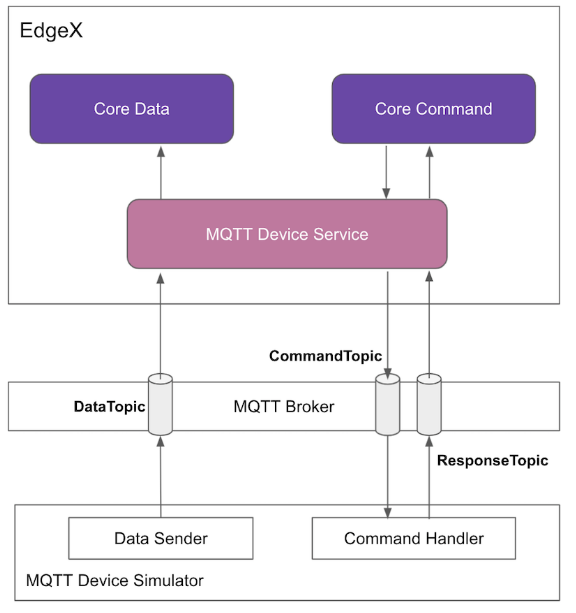 EdgeX
Core Data
Core Command
MQTT Device Service
CommandTopic
DataTopic
MQTT Broker
ResponseTopic
Data Sender
Command Handler
MQTT Device Simulator